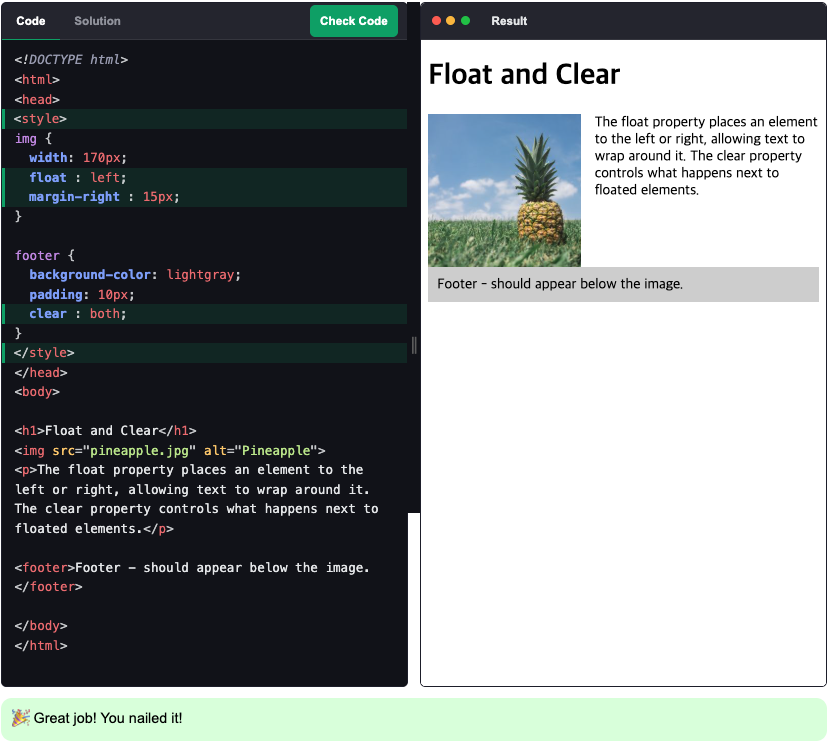 Code Solution Check Code
<!DOCTYPE html>
<html>
<head>
<style>
img {
  width: 170px;
  float : left;
  margin-right : 15px;
}

footer {
  background-color: lightgray;
  padding: 10px;
  clear : both;
}
</style>
</head>
<body>

<h1>Float and Clear</h1>
<img src="pineapple.jpg" alt="Pineapple">
<p>The float property places an element to the
left or right, allowing text to wrap around it.
The clear property controls what happens next to
floated elements.</p>

<footer>Footer - should appear below the image.
</footer>

</body>
</html>
Result
Float and Clear
The float property places an element
to the left or right, allowing text to
wrap around it. The clear property
controls what happens next to
floated elements.
Footer - should appear below the image.
🎉 Great job! You nailed it!